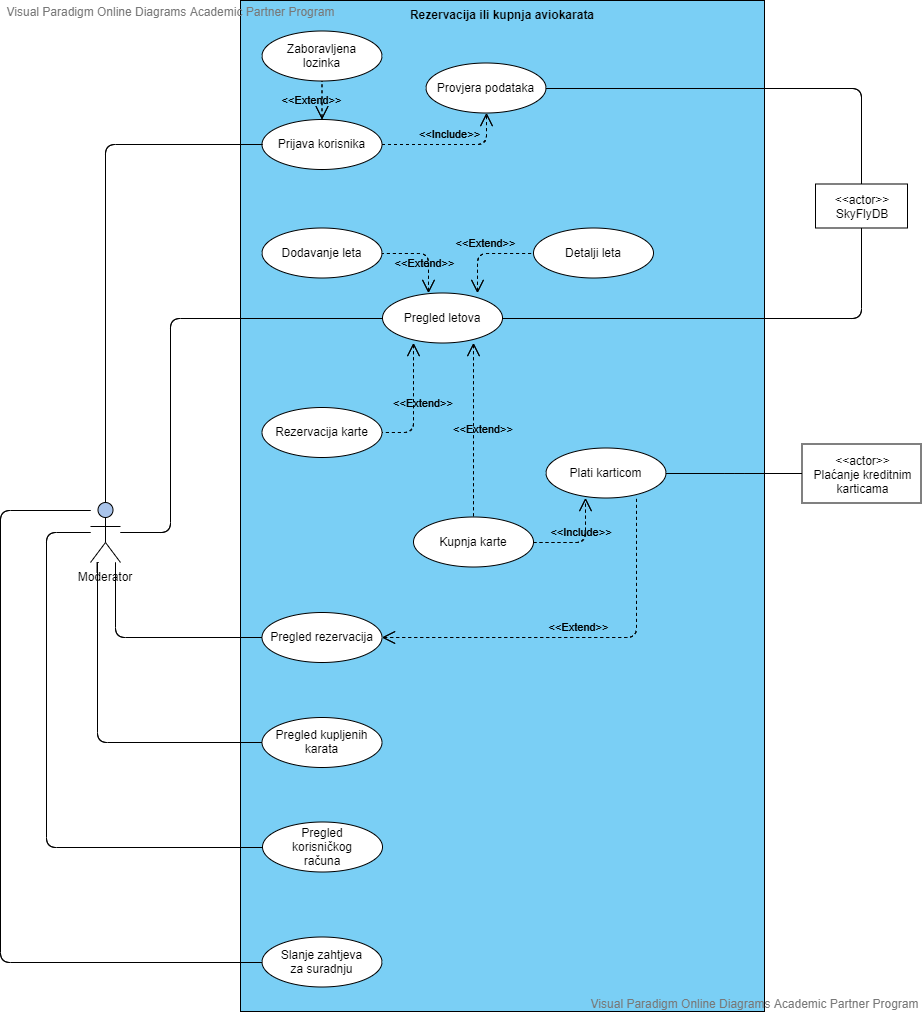 Visual Paradigm Online Diagrams Academic Partner Program
Rezervacija ili kupnja aviokarata
Zaboravljena
lozinka
Provjera podataka
<<Extend>>
<<Include>>
Prijava korisnika
<<actor>>
SkyFlyDB
Dodavanje leta
<<Extend>>
<<Extend>>
Detalji leta
Pregled letova
<<Extend>>
Rezervacija karte
<<Extend>>
Plati karticom
<<actor>>
Plaćanje kreditnim
karticama
Kupnja karte
<<Include>>
Moderator
<<Extend>>
Pregled rezervacija
Pregled kupljenih
karata
Pregled
korisničkog
računa
Slanje zahtjeva
za suradnju
Visual Paradigm Online Diagrams Academic Partner Program